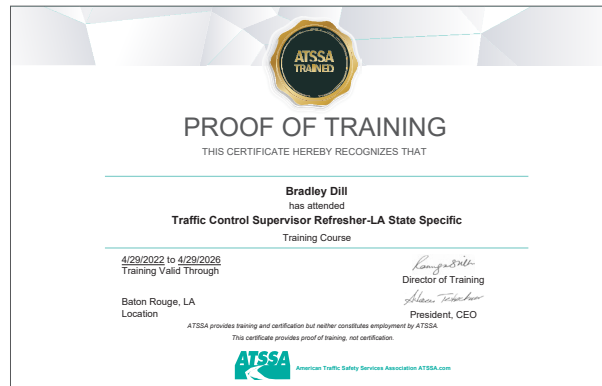 ATSSA
TRAINED
PROOF OF TRAINING
THIS CERTIFICATE HEREBY RECOGNIZES THAT
Bradley Dill
has attended
Traffic Control Supervisor Refresher-LA State Specific
Training Course
4/29/2022 to 4/29/2026
Training Valid Through
Director of Training
Baton Rouge, LA
Location
President, CEO
ATSSA provides training and certification but neither constitutes employment by ATSSA.
This certificate provides proof of training, not certification.
ATSSA
American Traffic Safety Services Association ATSSA.com